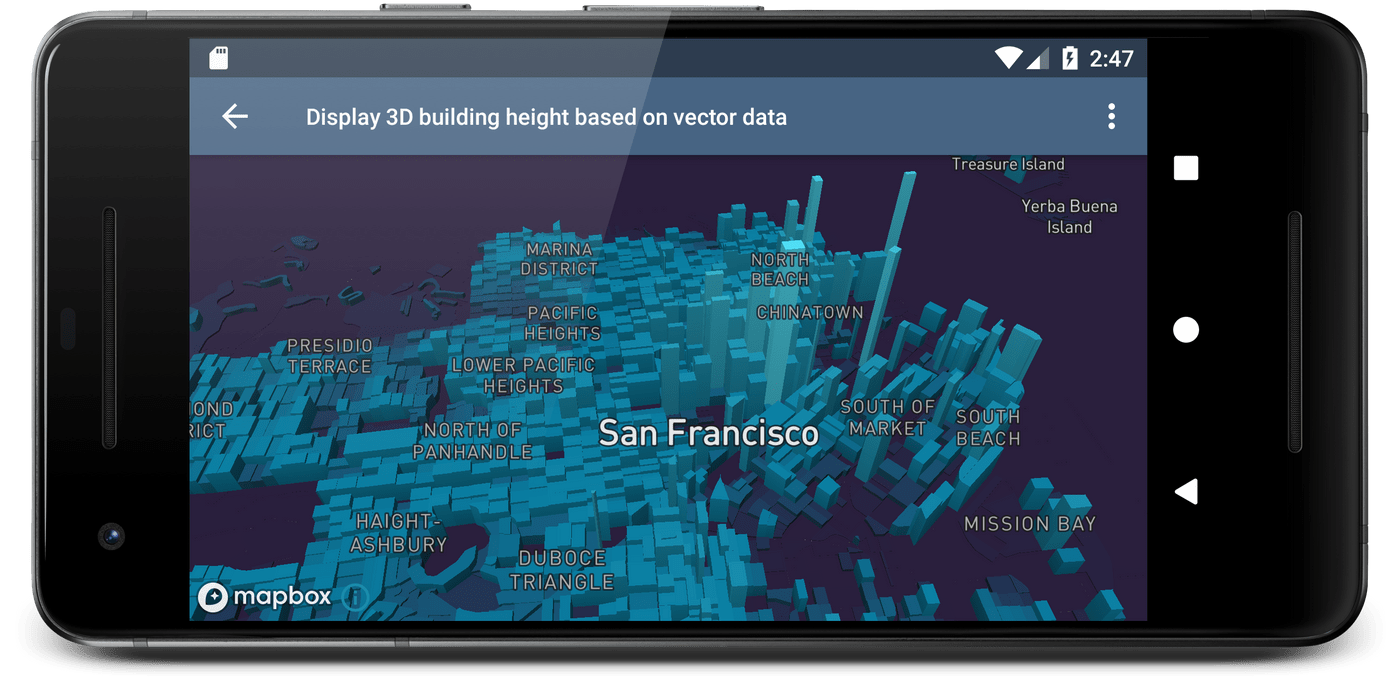 2:47
Display 3D building height based on vector data
Treasure Island
Yerba Buena
Island
MARINA
DISTRICT
NORTH
BEACH
PACIFIC
HEIGHTS
CHINATOWN
PRESIDIO
TERRACE
LOWER PACIFIC
HEIGHTS
OND
RICT
SOUTH OF
MARKET
SOUTH
BEACH
NORTH OF
PANHANDLE
San Francisco
HAIGHT-
ASHBURY
MISSION BAY
DUBOCE
TRIANGLE
mapbox